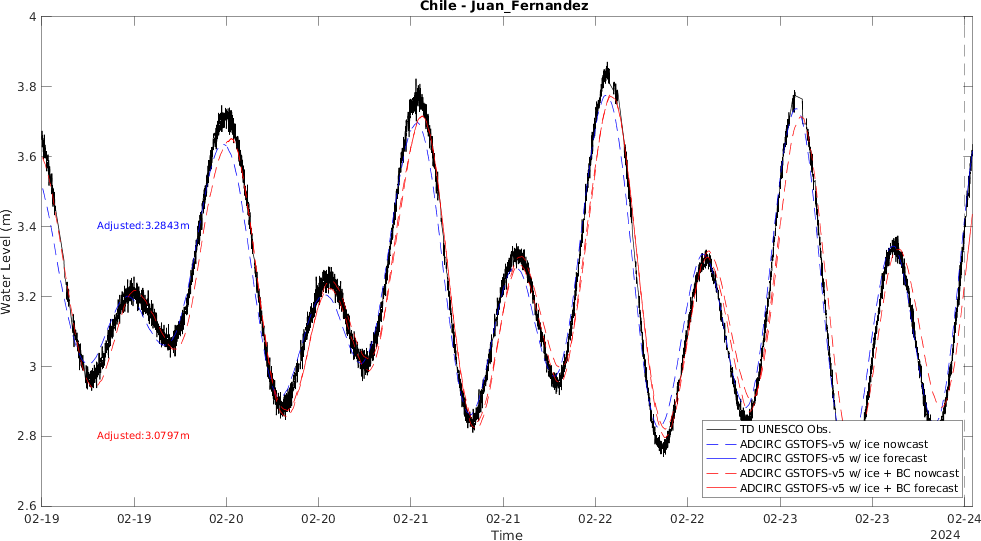 Chile - Juan_Fernandez
4
3.8
3.6
3.4
3.2
3
2.8
2.6
Water Level (m)
Adjusted:3.2843m
Adjusted:3.0797m
TD UNESCO Obs.
ADCIRC GSTOFS-v5 w/ ice nowcast
ADCIRC GSTOFS-v5 w/ ice forecast
ADCIRC GSTOFS-v5 w/ ice + BC nowcast
ADCIRC GSTOFS-v5 w/ ice + BC forecast
02-19 02-19 02-20 02-20 02-21 02-21 02-22 02-22 02-23 02-23 02-24
Time
2024